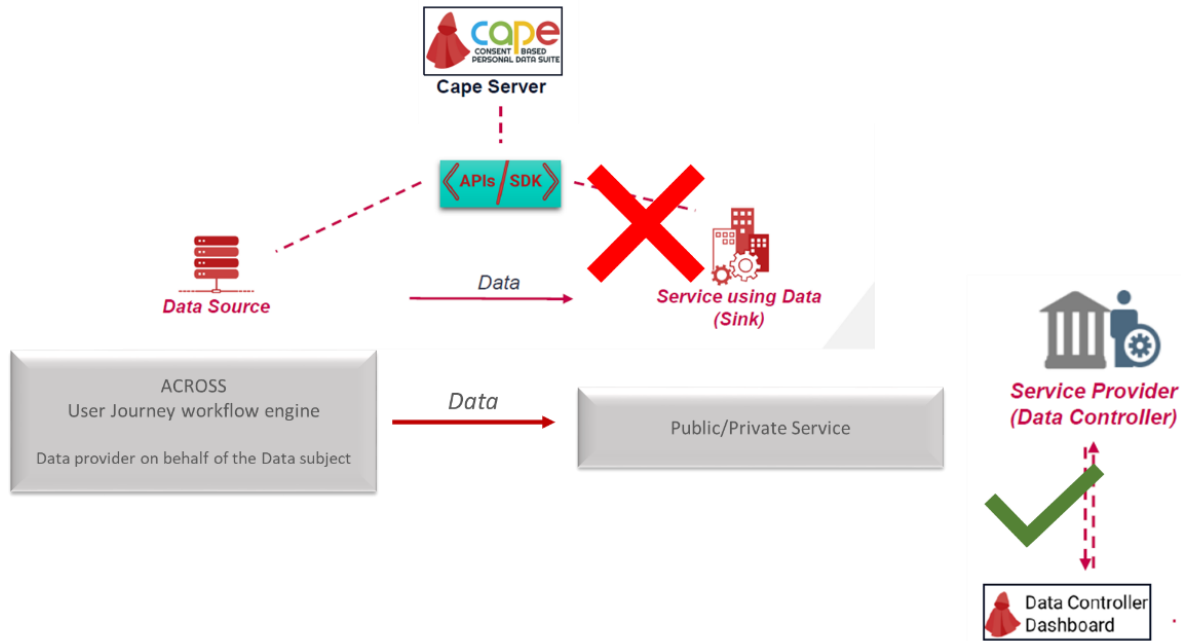 cape
CONSENT BASED
PERSONAL DATA SUITE
Cape Server
APIs / SDK
Data Source
Data
Service using Data
(Sink)
ACROSS
User Journey workflow engine
Data provider on behalf of the Data subject
Data
Public/Private Service
Service Provider
(Data Controller)
Data Controller
Dashboard